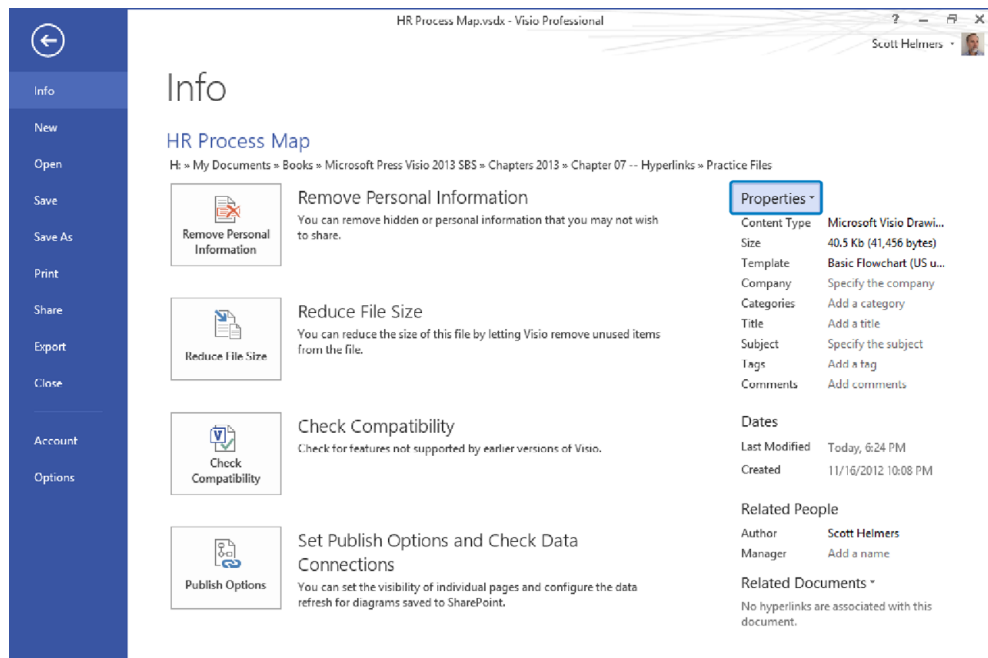 HR Process Map.vsdx - Visio Professional
Scott Helmers
Info
New
Open
Save
Save As
Print
Share
Export
Close
Account
Options
Info
HR Process Map
H: » My Documents » Books » Microsoft Press Visio 2013 SBS » Chapters 2013 » Chapter 07 -- Hyperlinks » Practice Files
Remove Personal
Information
Remove Personal Information
You can remove hidden or personal information that you may not wish
to share.
Reduce File Size
Reduce File Size
You can reduce the size of this file by letting Visio remove unused items
from the file.
Check
Compatibility
Check Compatibility
Check for features not supported by earlier versions of Visio.
Publish Options
Set Publish Options and Check Data
Connections
You can set the visibility of individual pages and configure the data
refresh for diagrams saved to SharePoint.
Properties
Content Type Microsoft Visio Drawi...
Size 40.5 Kb (41,456 bytes)
Template Basic Flowchart (US u...
Company Specify the company
Categories Add a category
Title Add a title
Subject Specify the subject
Tags Add a tag
Comments Add comments
Dates
Last Modified Today, 6:24 PM
Created 11/16/2012 10:08 PM
Related People
Author Scott Helmers
Manager Add a name
Related Documents
No hyperlinks are associated with this
document.